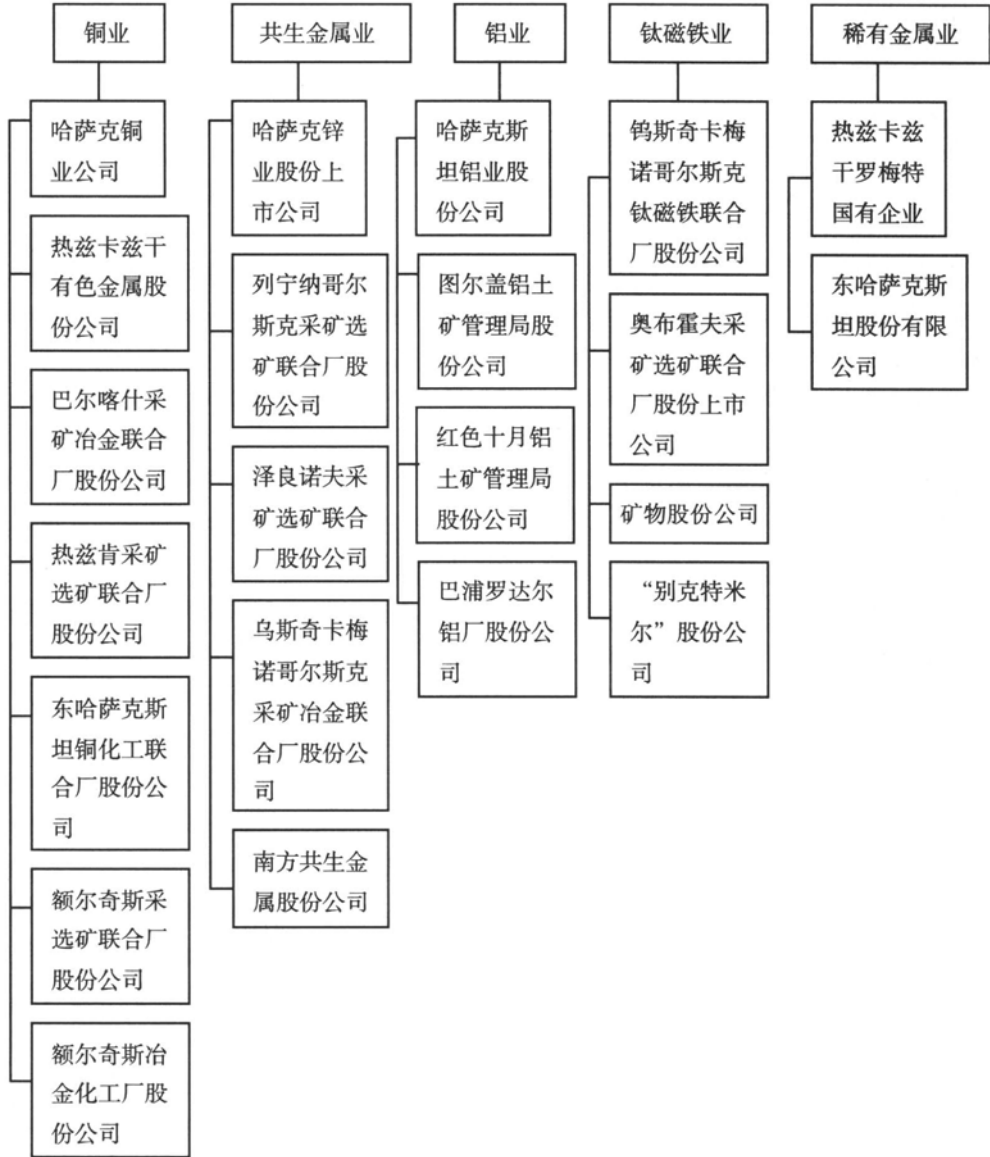 铜业
哈萨克铜
业公司
热兹卡兹干
有色金属股
份公司
巴尔喀什采
矿冶金联合
厂股份公司
热兹肯采矿
选矿联合厂
股份公司
东哈萨克斯
坦铜化工联
合厂股份公
司
额尔奇斯采
选矿联合厂
股份公司
额尔奇斯冶
金化工厂股
份公司
共生金属业
哈萨克锌
业股份上
市公司
列宁纳哥尔
斯克采矿选
矿联合厂股
份公司
泽良诺夫采
矿选矿联合
厂股份公司
乌斯奇卡梅
诺哥尔斯克
采矿冶金联
合厂股份公
司
南方共生金
属股份公司
铝业
哈萨克斯
坦铝业股
份公司
图尔盖铝土
矿管理局股
份公司
红色十月铝
土矿管理局
股份公司
巴浦罗达尔
铝厂股份公
司
钛磁铁业
钨斯奇卡梅
诺哥尔斯克
钛磁铁联合
厂股份公司
奥布霍夫采
矿选矿联合
厂股份上市
公司
矿物股份公司
“别克特米
尔”股份公
司
稀有金属业
热兹卡兹
干罗梅特
国有企业
东哈萨克斯
坦股份有限
公司